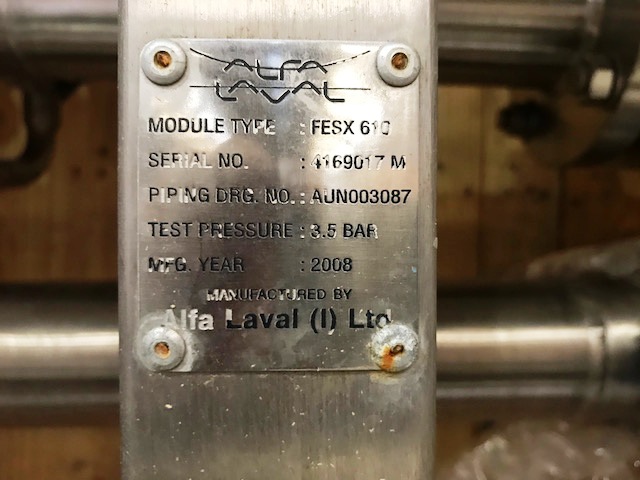 ALFA
LAVAL
MODULE TYPE : FESX 610
SERIAL NO. : 4169017 M
PIPING DRG. NO. : AUN003087
TEST PRESSURE : 3.5 BAR
MFG. YEAR : 2008
MANUFACTURED BY
Alfa Laval (I) Ltd